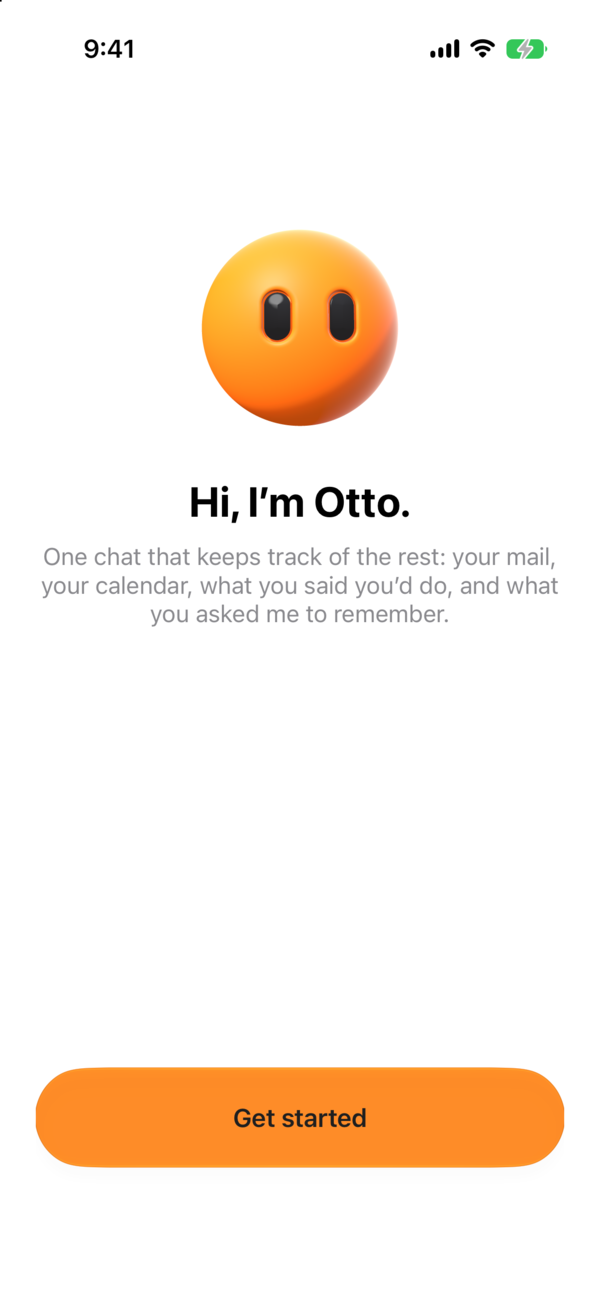 9:41
Hi, I’m Otto.
One chat that keeps track of the rest: your mail,
your calendar, what you said you’d do, and what
you asked me to remember.
Get started